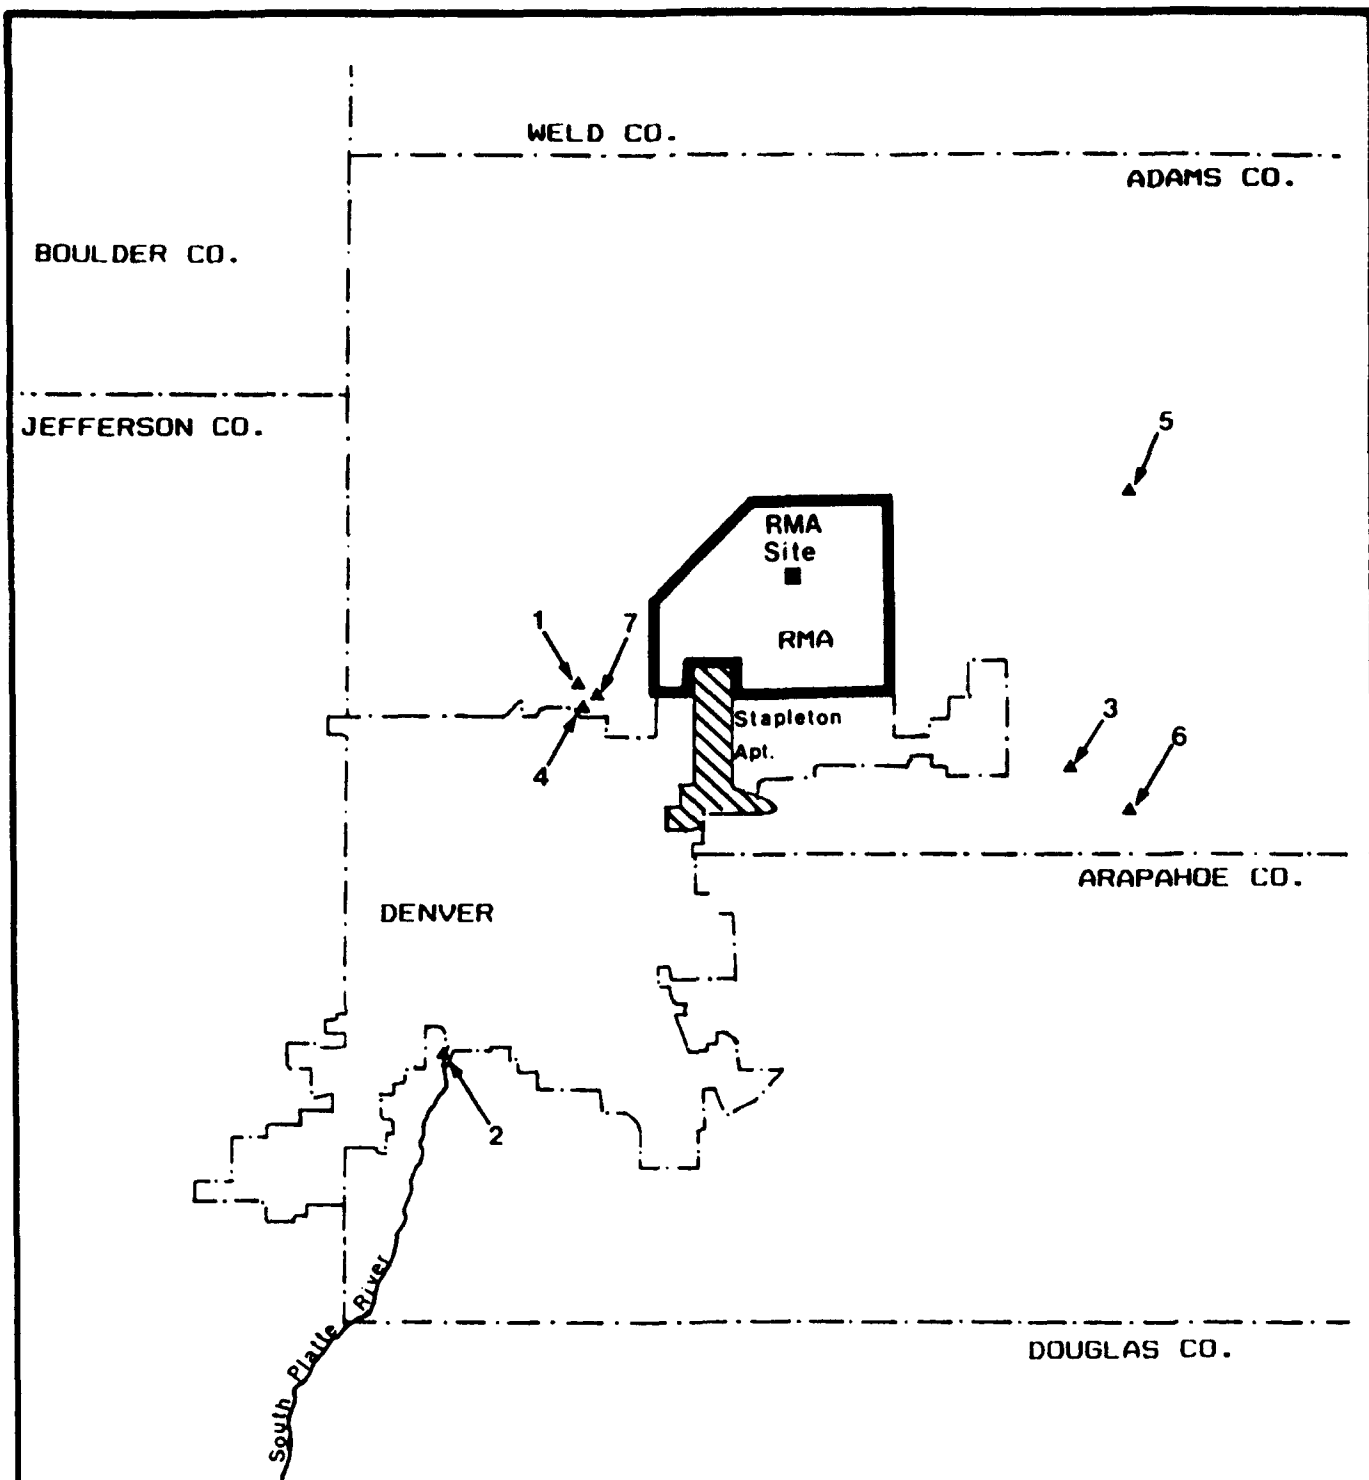 WELD CO.
ADAMS CO.
BOULDER CO.
JEFFERSON CO.
5
RMA
Site
1
7
RMA
Stapleton
Apt.
3
6
4
ARAPAHOE CO.
DENVER
2
South Platte River
DOUGLAS CO.